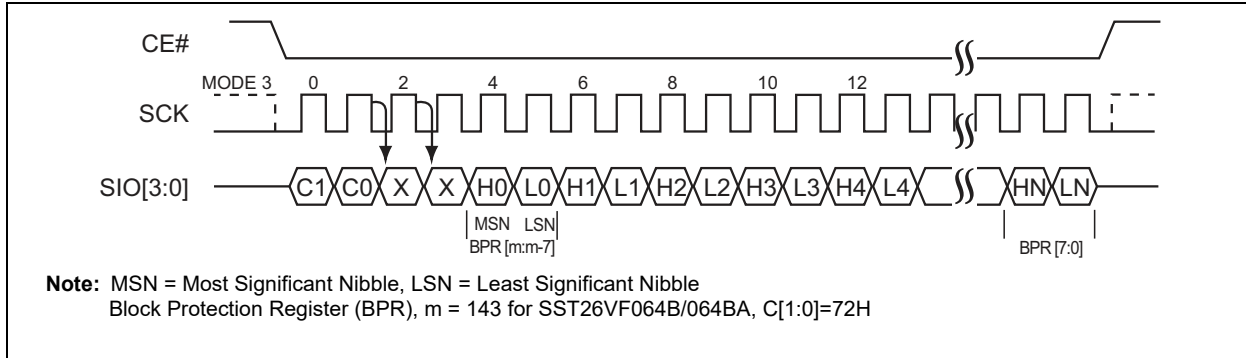 CE#
MODE 3 0 2 4 6 8 10 12
SCK
SIO[3:0] C1 C0 X X H0 L0 H1 L1 H2 L2 H3 L3 H4 L4 HN LN
MSN LSN
BPR [m:m-7] BPR [7:0]
Note: MSN = Most Significant Nibble, LSN = Least Significant Nibble
Block Protection Register (BPR), m = 143 for SST26VF064B/064BA, C[1:0]=72H